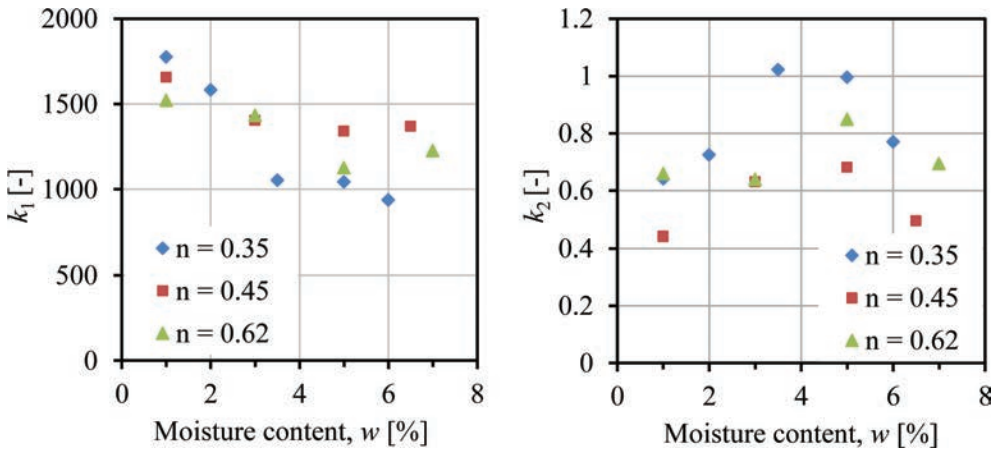 2000
1500
1000
500
0
k1 [-]
n = 0.35
n = 0.45
n = 0.62
0 2 4 6 8
Moisture content, w [%]
1.2
1
0.8
0.6
0.4
0.2
0
k2 [-]
n = 0.35
n = 0.45
n = 0.62
0 2 4 6 8
Moisture content, w [%]